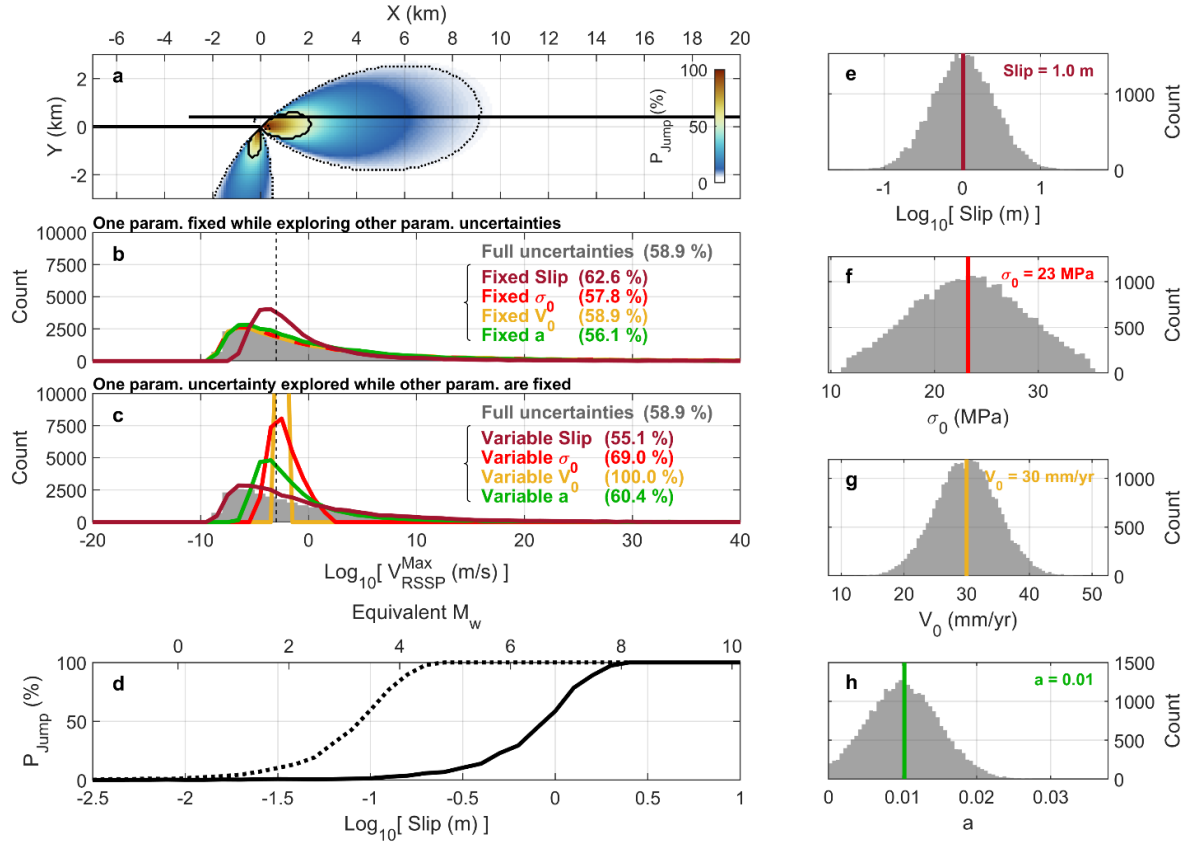 X (km)
-6 -4 -2 0 2 4 6 8 10 12 14 16 18 20
a
2
0
-2
Y (km)
P_Jump (%)
100
50
0
One param. fixed while exploring other param. uncertainties
b
10000
7500
5000
2500
0
Count
Full uncertainties (58.9 %)
Fixed Slip (62.6 %)
Fixed σ_0 (57.8 %)
Fixed V_0 (58.9 %)
Fixed a (56.1 %)
One param. uncertainty explored while other param. are fixed
c
10000
7500
5000
2500
0
Count
Full uncertainties (58.9 %)
Variable Slip (55.1 %)
Variable σ_0 (69.0 %)
Variable V_0 (100.0 %)
Variable a (60.4 %)
-20 -10 0 10 20 30 40
Log_10[ V_RSSP^Max (m/s) ]
Equivalent M_w
0 2 4 6 8 10
d
100
50
0
P_Jump (%)
-2.5 -2 -1.5 -1 -0.5 0 0.5 1
Log_10[ Slip (m) ]
e
Slip = 1.0 m
1000
0
Count
-1 0 1
Log_10[ Slip (m) ]
f
σ_0 = 23 MPa
1000
500
0
Count
10 20 30
σ_0 (MPa)
g
V_0 = 30 mm/yr
1000
500
0
Count
10 20 30 40 50
V_0 (mm/yr)
h
a = 0.01
1500
1000
500
0
Count
0 0.01 0.02 0.03
a